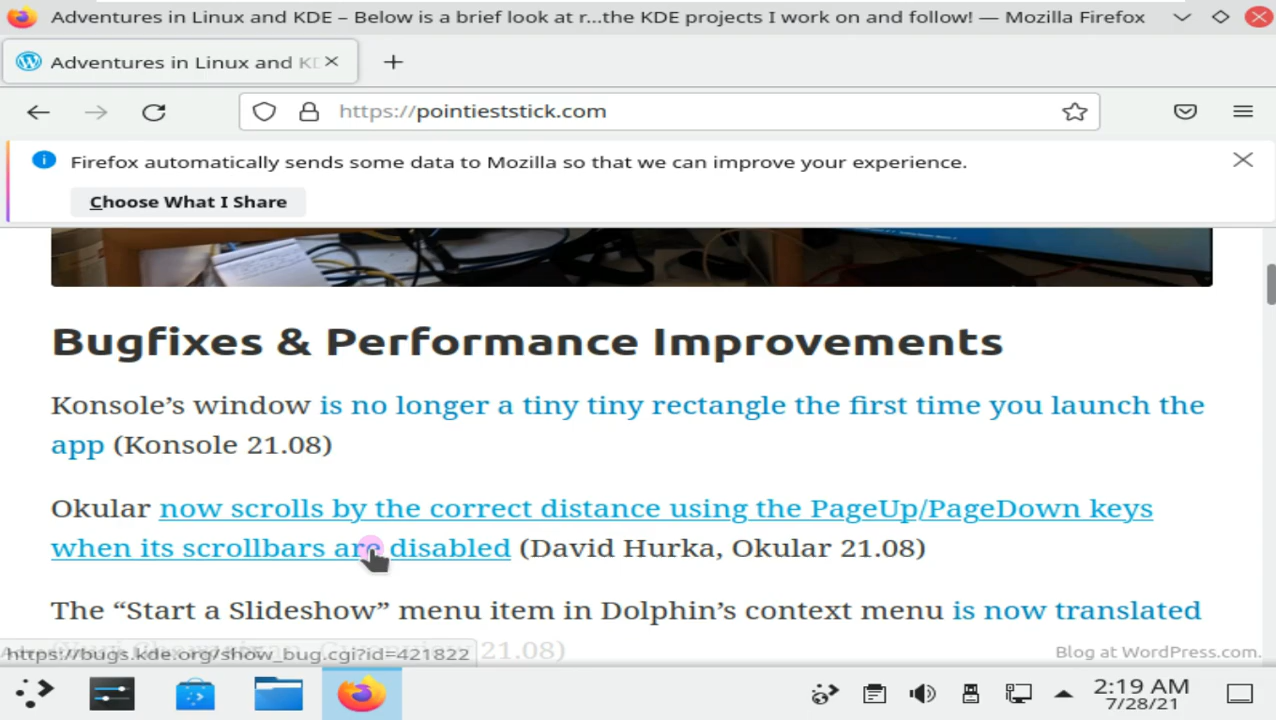 Adventures in Linux and KDE – Below is a brief look at r...the KDE projects I work on and follow! — Mozilla Firefox
Adventures in Linux and KD
https://pointieststick.com
Firefox automatically sends some data to Mozilla so that we can improve your experience.
Choose What I Share
Bugfixes & Performance Improvements
Konsole’s window is no longer a tiny tiny rectangle the first time you launch the
app (Konsole 21.08)
Okular now scrolls by the correct distance using the PageUp/PageDown keys
when its scrollbars are disabled (David Hurka, Okular 21.08)
The “Start a Slideshow” menu item in Dolphin’s context menu is now translated
21.08)
https://bugs.kde.org/show_bug.cgi?id=421822
Blog at WordPress.com.
2:19 AM
7/28/21